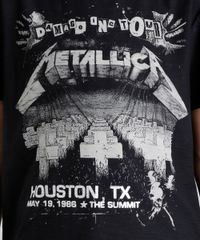 DAMAGE INC TOUR
METALLICA
HOUSTON, TX
MAY 19, 1986 ★ THE SUMMIT